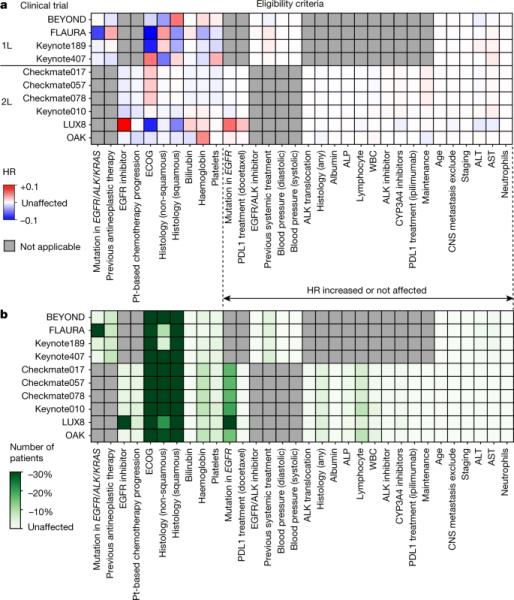 a Clinical trial
Eligibility criteria
1L
BEYOND
FLAURA
Keynote189
Keynote407
2L
Checkmate017
Checkmate057
Checkmate078
Keynote010
LUX8
OAK
HR
+0.1
Unaffected
−0.1
Not applicable
Mutation in EGFR/ALK/KRAS
Previous antineoplastic therapy
EGFR inhibitor
Pt-based chemotherapy progression
ECOG
Histology (non-squamous)
Histology (squamous)
Bilirubin
Haemoglobin
Platelets
Mutation in EGFR
PDL1 treatment (docetaxel)
EGFR/ALK inhibitor
Previous systemic treatment
Blood pressure (diastolic)
Blood pressure (systolic)
ALK translocation
Histology (any)
Albumin
ALP
Lymphocyte
WBC
ALK inhibitor
CYP3A4 inhibitors
PDL1 treatment (ipilimumab)
Maintenance
Age
CNS metastasis exclude
Staging
ALT
AST
Neutrophils
HR increased or not affected
b
BEYOND
FLAURA
Keynote189
Keynote407
Checkmate017
Checkmate057
Checkmate078
Keynote010
LUX8
OAK
Number of
patients
−30%
−20%
−10%
Unaffected
Mutation in EGFR/ALK/KRAS
Previous antineoplastic therapy
EGFR inhibitor
Pt-based chemotherapy progression
ECOG
Histology (non-squamous)
Histology (squamous)
Bilirubin
Haemoglobin
Platelets
Mutation in EGFR
PDL1 treatment (docetaxel)
EGFR/ALK inhibitor
Previous systemic treatment
Blood pressure (diastolic)
Blood pressure (systolic)
ALK translocation
Histology (any)
Albumin
ALP
Lymphocyte
WBC
ALK inhibitor
CYP3A4 inhibitors
PDL1 treatment (ipilimumab)
Maintenance
Age
CNS metastasis exclude
Staging
ALT
AST
Neutrophils